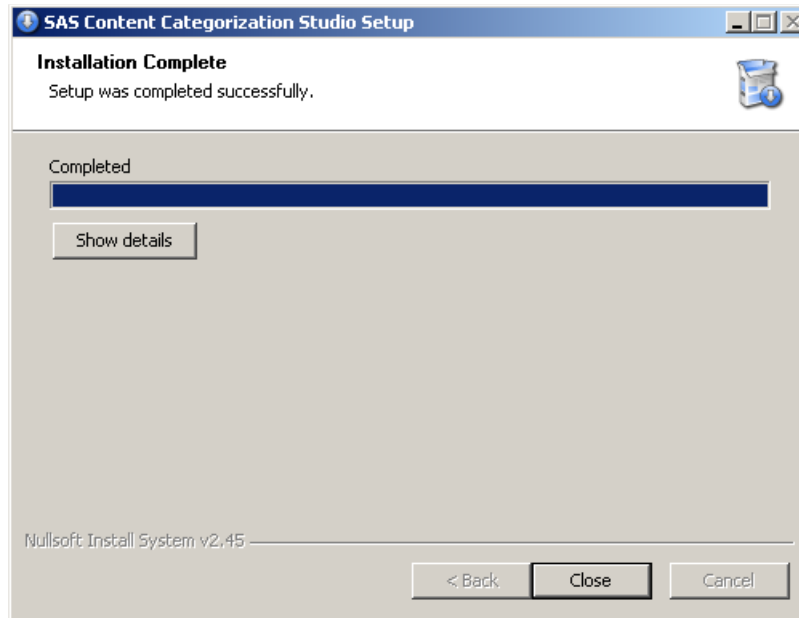 SAS Content Categorization Studio Setup
Installation Complete
Setup was completed successfully.
Completed
Show details
Nullsoft Install System v2.45
< Back Close Cancel